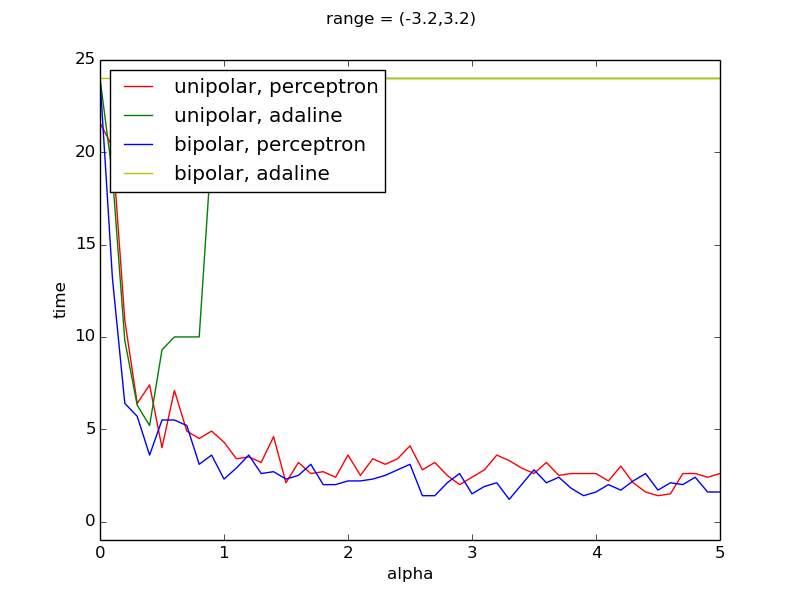 range = (-3.2,3.2)
25
20
15
10
5
0
time
unipolar, perceptron
unipolar, adaline
bipolar, perceptron
bipolar, adaline
0
1
2
3
4
5
alpha